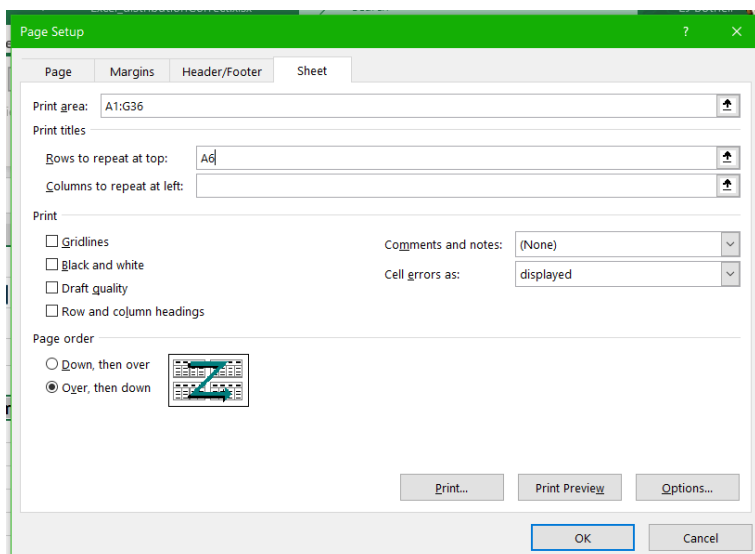 Page Setup ? ×
Page Margins Header/Footer Sheet
Print area: A1:G36
Print titles
Rows to repeat at top: A6
Columns to repeat at left:
Print
Gridlines
Comments and notes: (None)
Black and white
Cell errors as: displayed
Draft quality
Row and column headings
Page order
Down, then over
Over, then down
Print... Print Preview Options...
OK Cancel